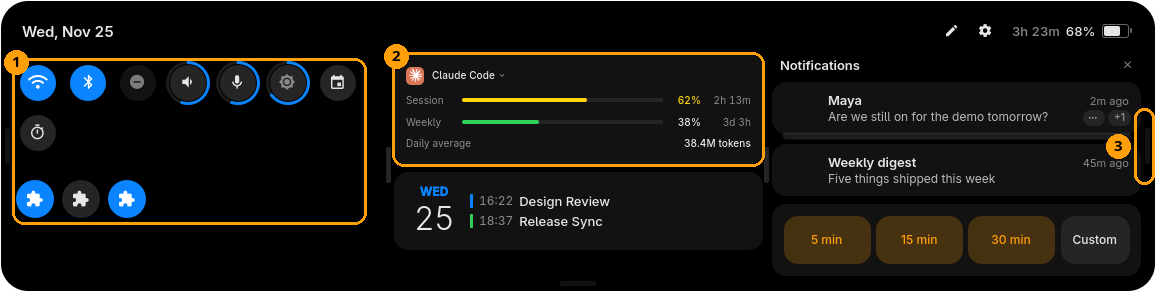 Wed, Nov 25
3h 23m 68%
1
2
Claude Code
Session 62% 2h 13m
Weekly 38% 3d 3h
Daily average 38.4M tokens
WED
25
16:22 Design Review
18:37 Release Sync
Notifications
Maya 2m ago
Are we still on for the demo tomorrow? +1
3
Weekly digest 45m ago
Five things shipped this week
5 min 15 min 30 min Custom